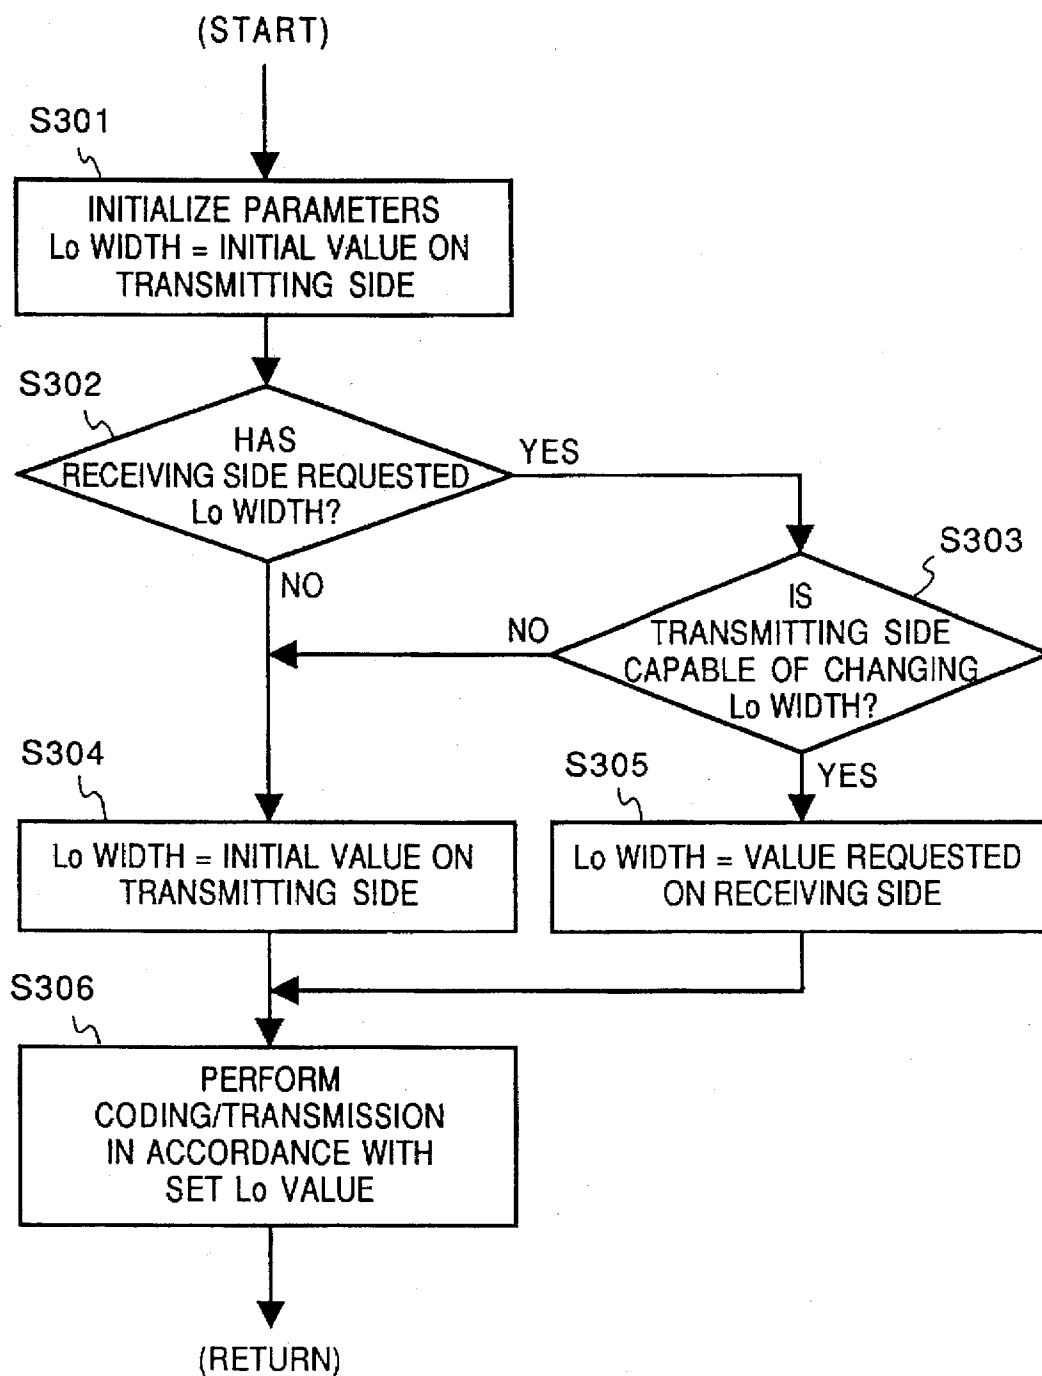 (START)
S301
INITIALIZE PARAMETERS
Lo WIDTH = INITIAL VALUE ON
TRANSMITTING SIDE
S302
HAS
RECEIVING SIDE REQUESTED
Lo WIDTH?
YES
NO
S303
IS
TRANSMITTING SIDE
CAPABLE OF CHANGING
Lo WIDTH?
NO
YES
S304
Lo WIDTH = INITIAL VALUE ON
TRANSMITTING SIDE
S305
Lo WIDTH = VALUE REQUESTED
ON RECEIVING SIDE
S306
PERFORM
CODING/TRANSMISSION
IN ACCORDANCE WITH
SET Lo VALUE
(RETURN)